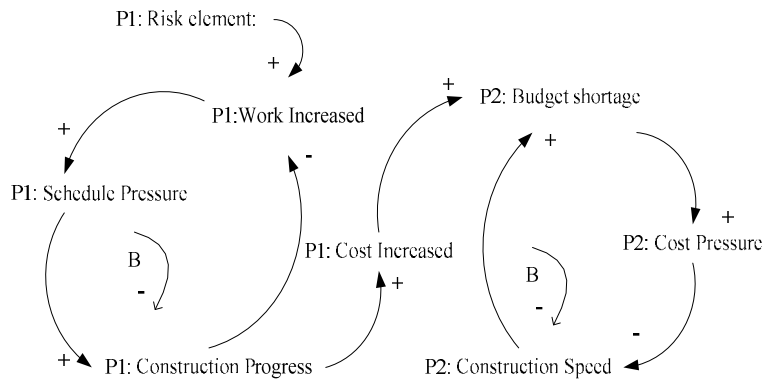 P1: Risk element:
+
P1:Work Increased
+
-
P1: Schedule Pressure
B
-
+
P1: Construction Progress
P1: Cost Increased
+
+
P2: Budget shortage
+
+
P2: Cost Pressure
B
-
-
P2: Construction Speed